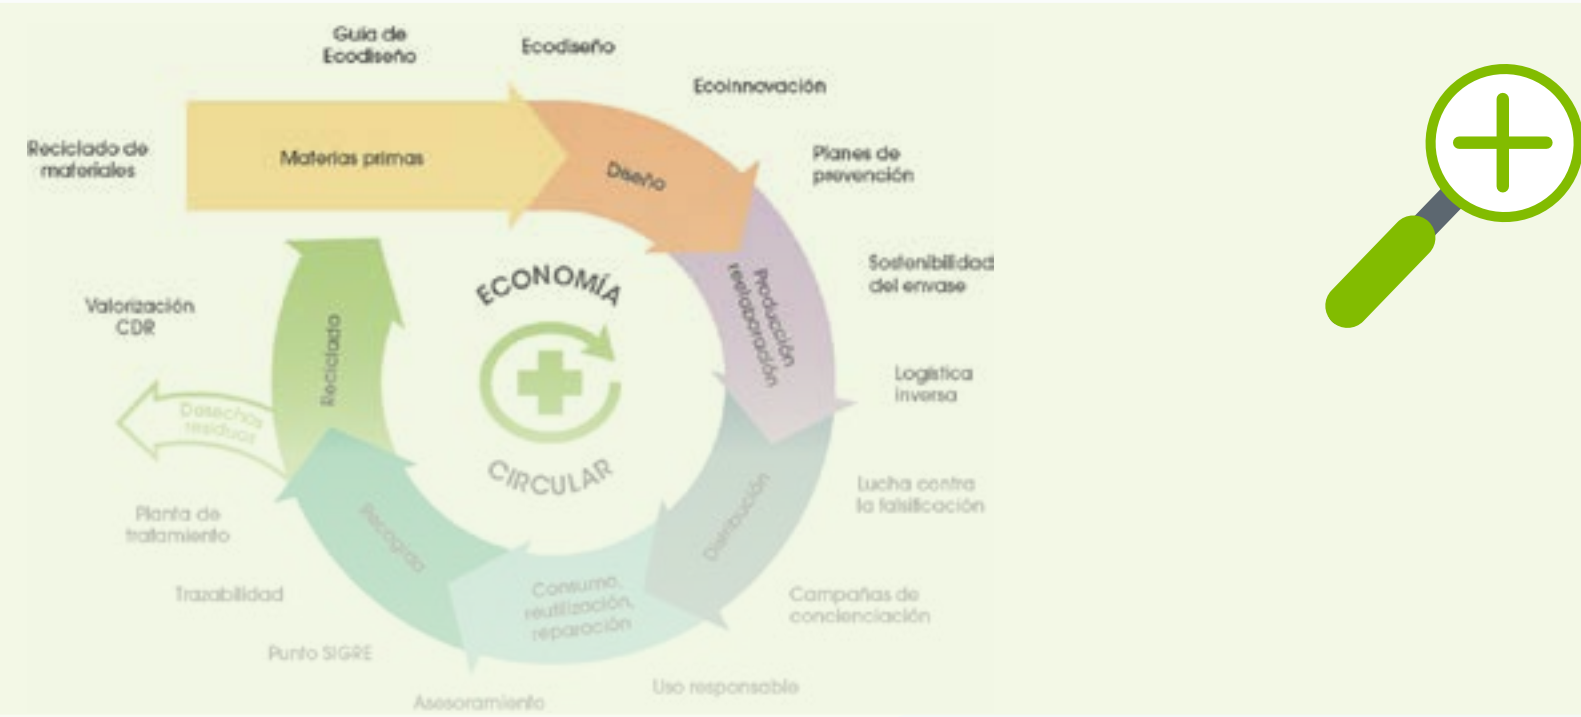 Guía de
Ecodiseño
Ecodiseño
Ecoinnovación
Reciclado de
materiales
Materias primas
Diseño
Planes de
prevención
Producción
reelaboración
Sostenibilidad
del envase
ECONOMÍA
CIRCULAR
Valorización
CDR
Reciclado
Logística
inversa
Desechos
residuos
Distribución
Lucha contra
la falsificación
Planta de
tratamiento
Recogida
Consumo,
reutilización,
reparación
Campañas de
concienciación
Trazabilidad
Punto SIGRE
Uso responsable
Asesoramiento